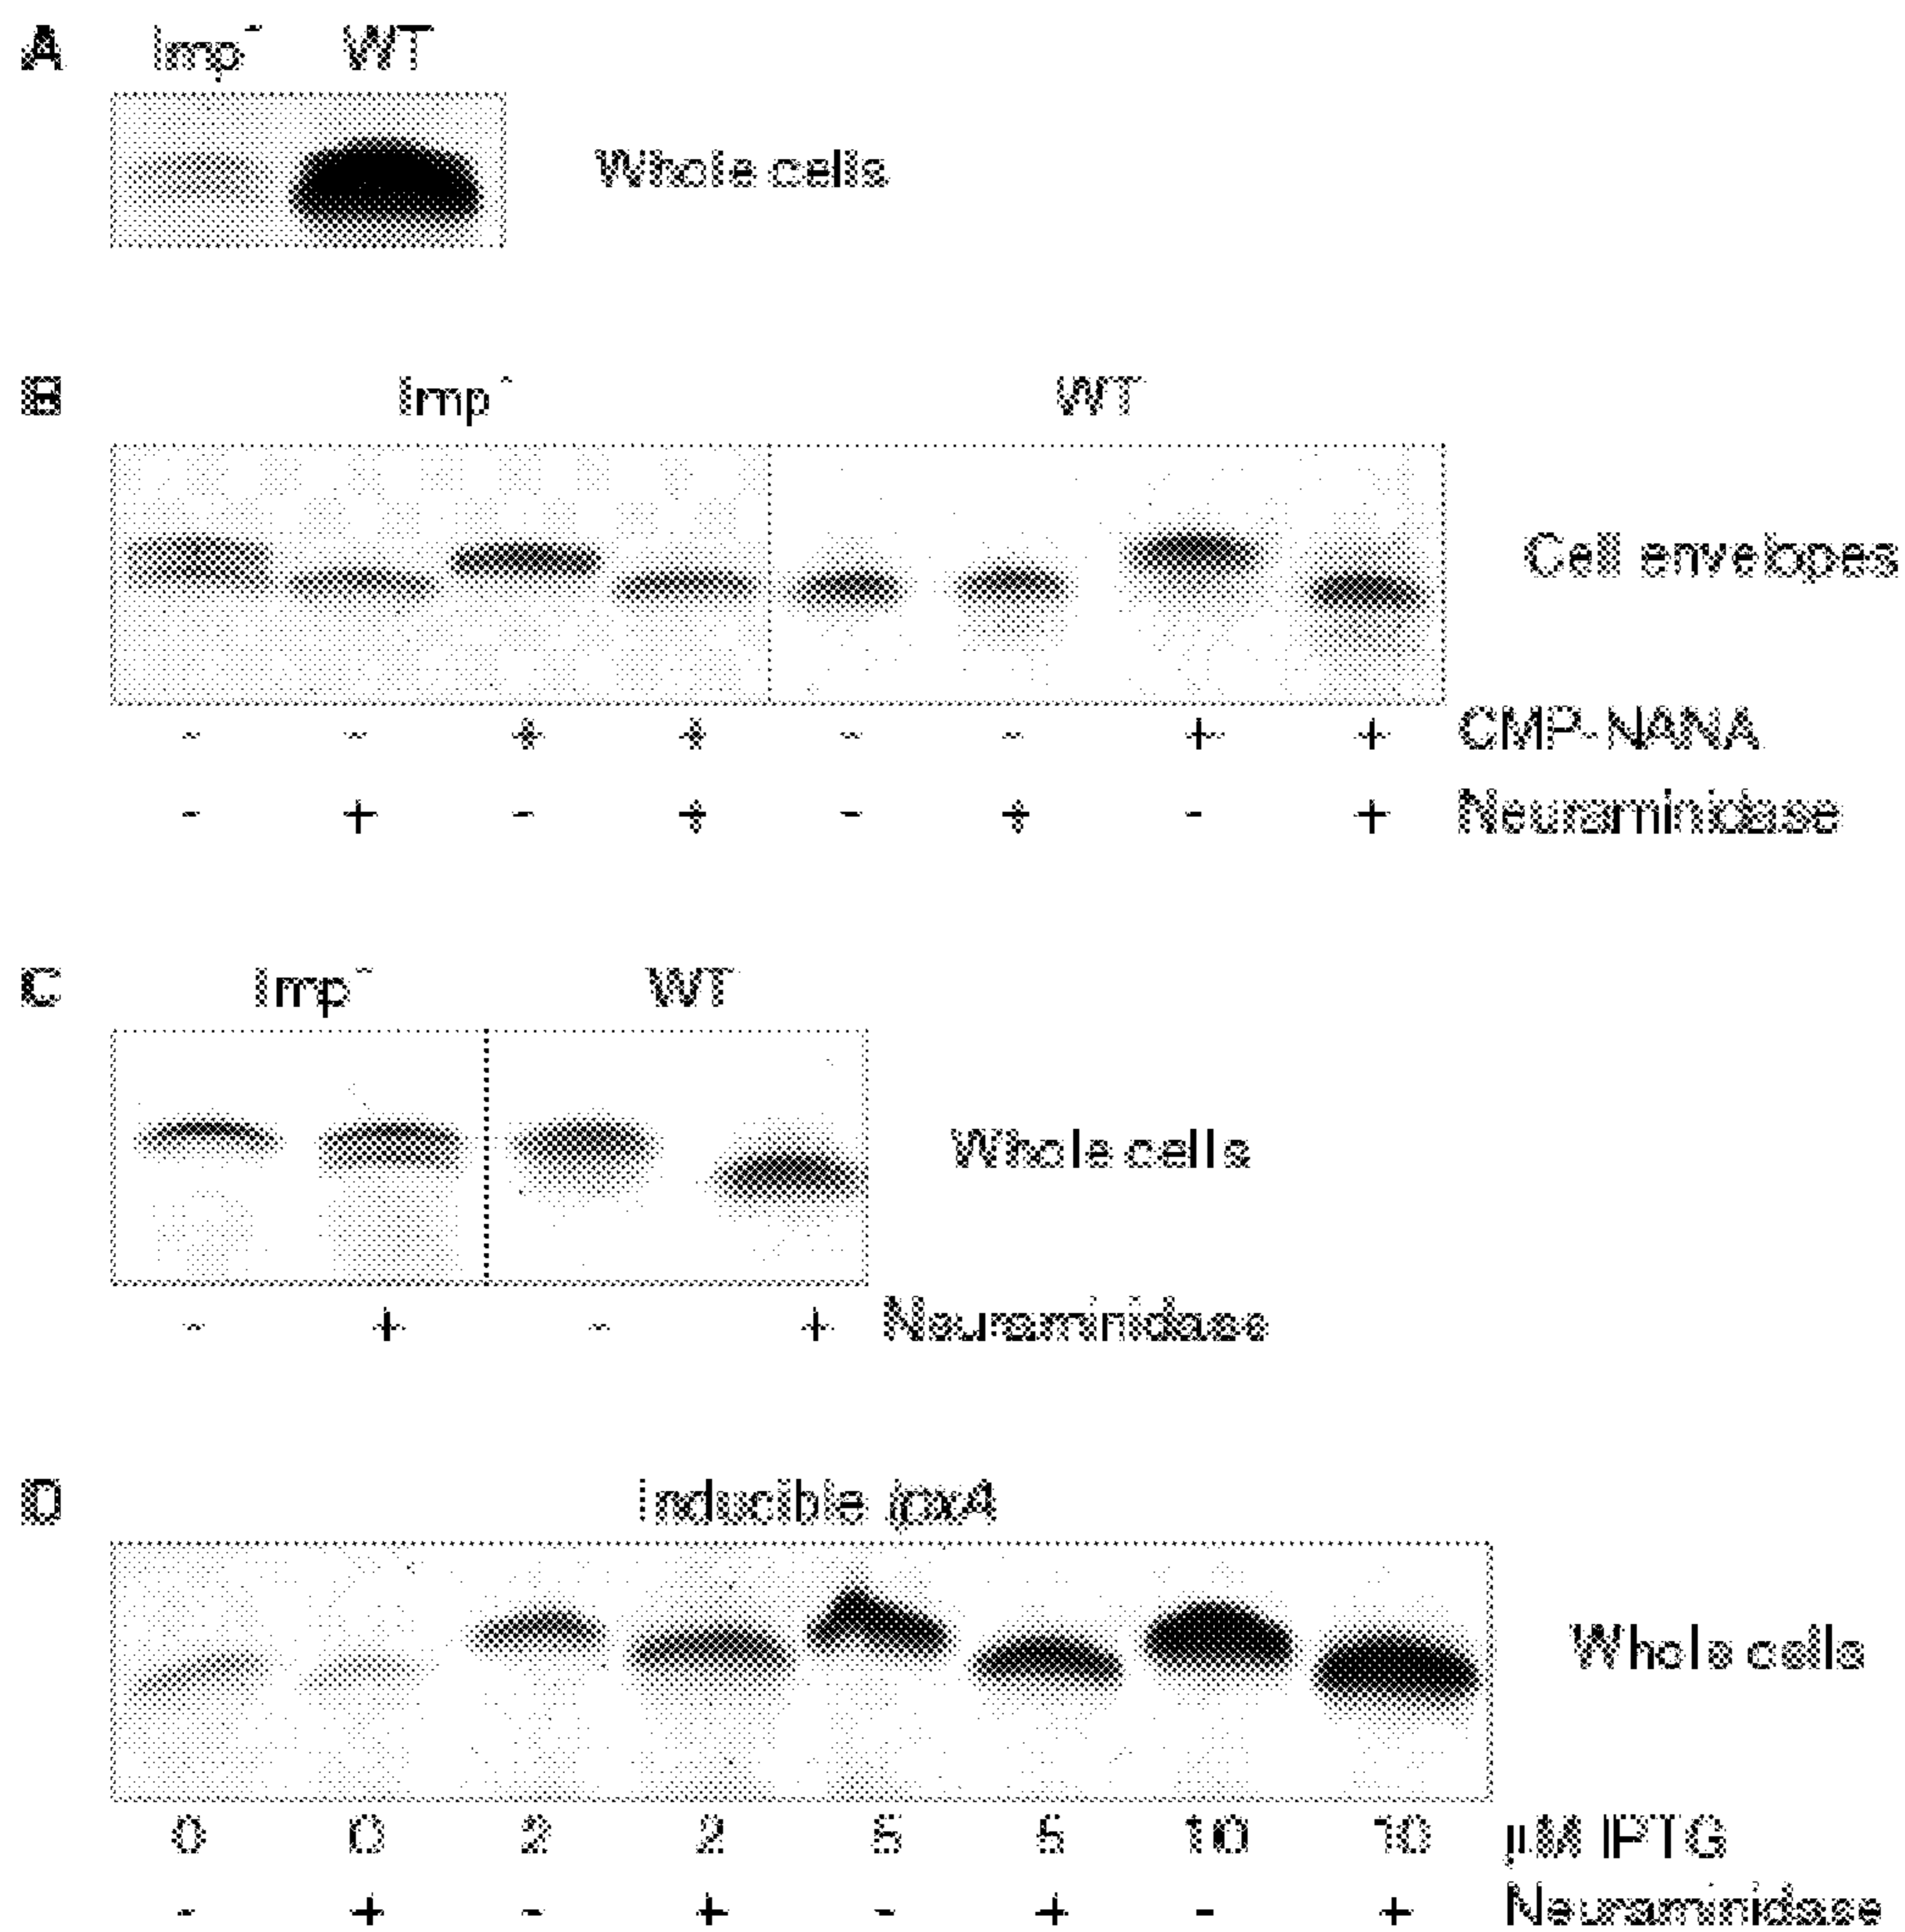 A Imp⁻ WT
Whole cells
B Imp⁻ WT
Cell envelopes
- - + + - - + + CMP-NANA
- + - + - + - + Neuraminidase
C Imp⁻ WT
Whole cells
- + - + Neuraminidase
D Inducible lpxA
Whole cells
0 0 2 2 5 5 10 10 µM IPTG
- + - + - + - + Neuraminidase